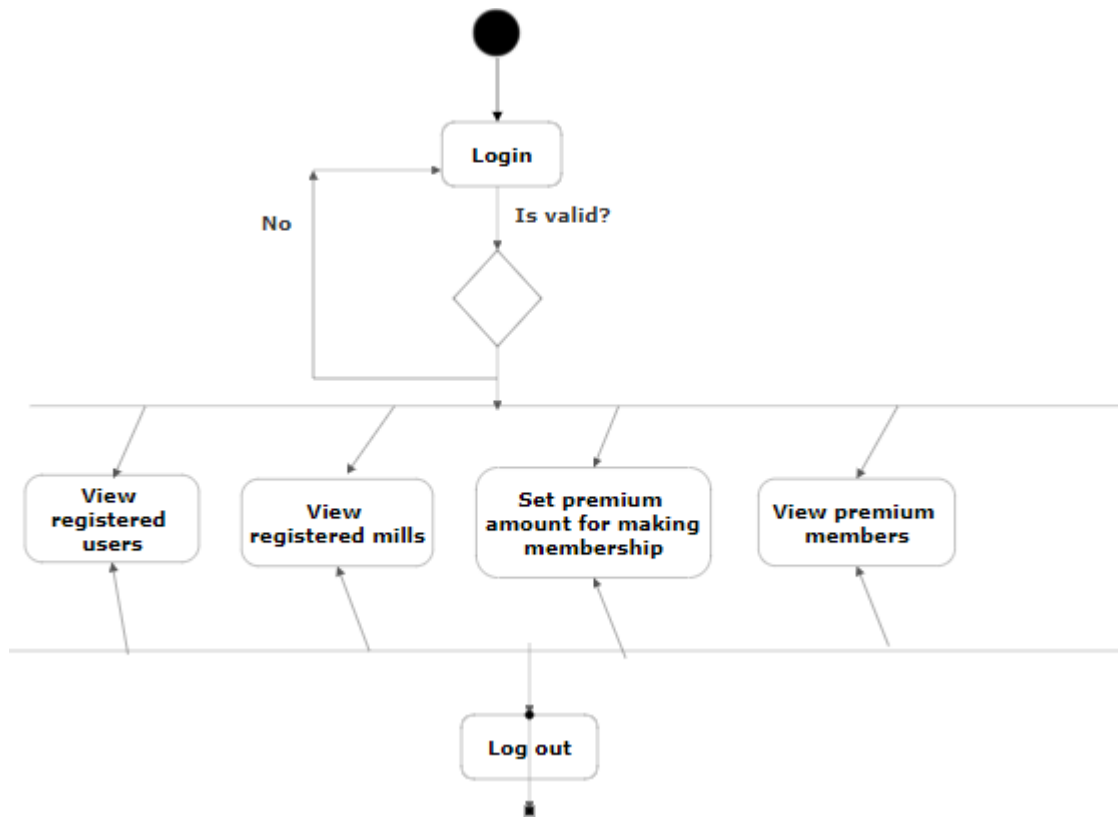 Login
Is valid?
No
View
registered
users
View
registered mills
Set premium
amount for making
membership
View premium
members
Log out